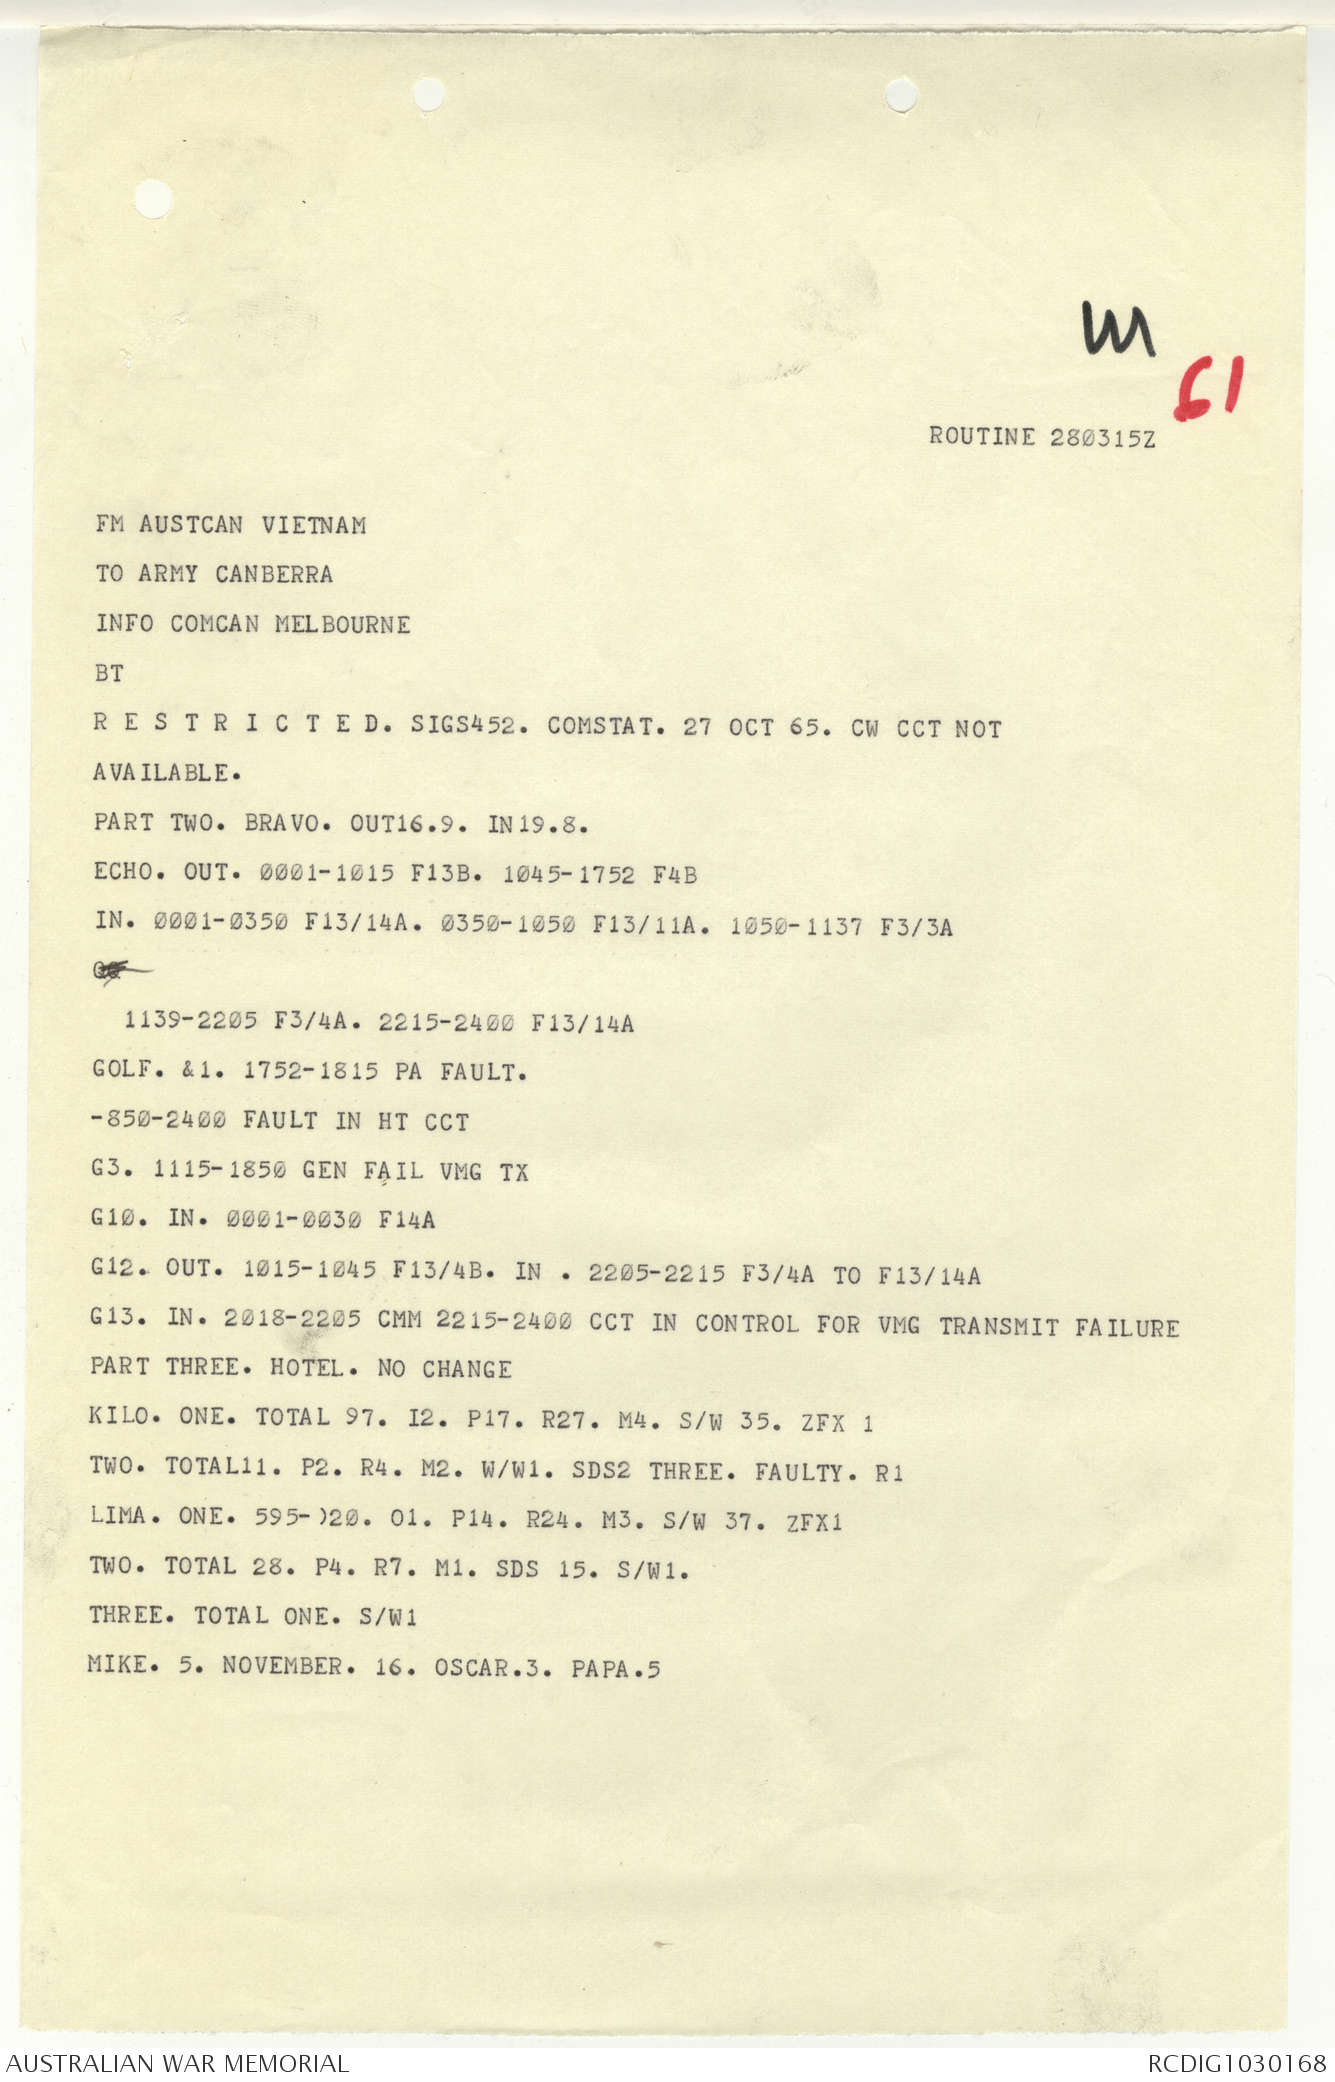 61
ROUTINE 280315Z
FM AUSTCAN VIETNAM
TO ARMY CANBERRA
INFO COMCAN MELBOURNE
BT
R E S T R I C T E D. SIGS452. COMSTAT. 27 OCT 65. CW CCT NOT
AVAILABLE.
PART TWO. BRAVO. OUT16.9. IN19.8.
ECHO. OUT. 0001-1015 F13B. 1045-1752 F4B
IN. 0001-0350 F13/14A. 0350-1050 F13/11A. 1050-1137 F3/3A
1139-2205 F3/4A. 2215-2400 F13/14A
GOLF. &1. 1752-1815 PA FAULT.
-850-2400 FAULT IN HT CCT
G3. 1115-1850 GEN FAIL VMG TX
G10. IN. 0001-0030 F14A
G12. OUT. 1015-1045 F13/4B. IN . 2205-2215 F3/4A TO F13/14A
G13. IN. 2018-2205 CMM 2215-2400 CCT IN CONTROL FOR VMG TRANSMIT FAILURE
PART THREE. HOTEL. NO CHANGE
KILO. ONE. TOTAL 97. I2. P17. R27. M4. S/W 35. ZFX 1
TWO. TOTAL11. P2. R4. M2. W/W1. SDS2 THREE. FAULTY. R1
LIMA. ONE. 595-)20. O1. P14. R24. M3. S/W 37. ZFX1
TWO. TOTAL 28. P4. R7. M1. SDS 15. S/W1.
THREE. TOTAL ONE. S/W1
MIKE. 5. NOVEMBER. 16. OSCAR.3. PAPA.5
AUSTRALIAN WAR MEMORIAL
RCDIG1030168